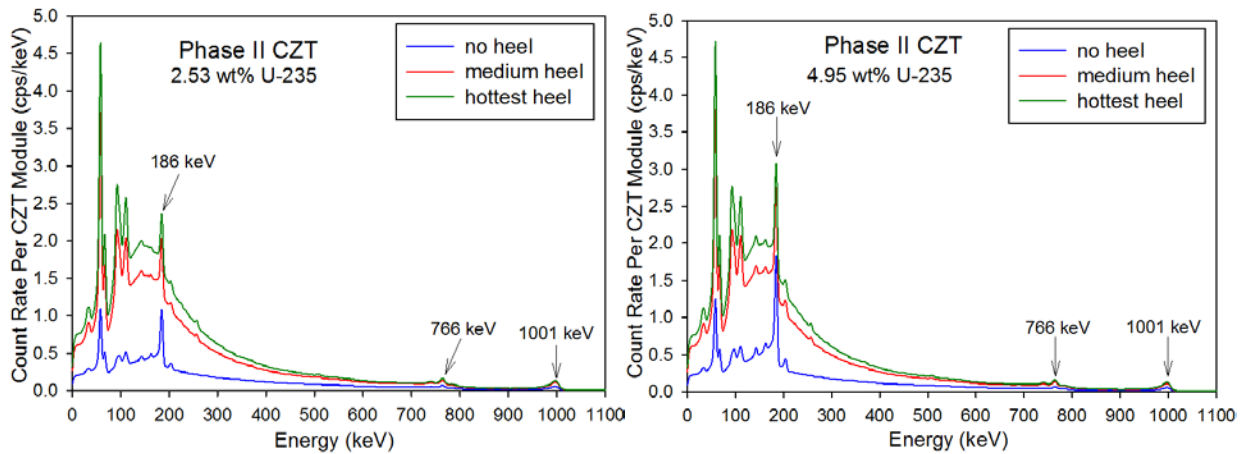 Phase II CZT
2.53 wt% U-235
no heel
medium heel
hottest heel
186 keV
766 keV
1001 keV
Count Rate Per CZT Module (cps/keV)
5.0
4.5
4.0
3.5
3.0
2.5
2.0
1.5
1.0
0.5
0.0
0 100 200 300 400 500 600 700 800 900 1000 1100
Energy (keV)
Phase II CZT
4.95 wt% U-235
no heel
medium heel
hottest heel
186 keV
766 keV
1001 keV
Count Rate Per CZT Module (cps/keV)
5.0
4.5
4.0
3.5
3.0
2.5
2.0
1.5
1.0
0.5
0.0
0 100 200 300 400 500 600 700 800 900 1000 1100
Energy (keV)